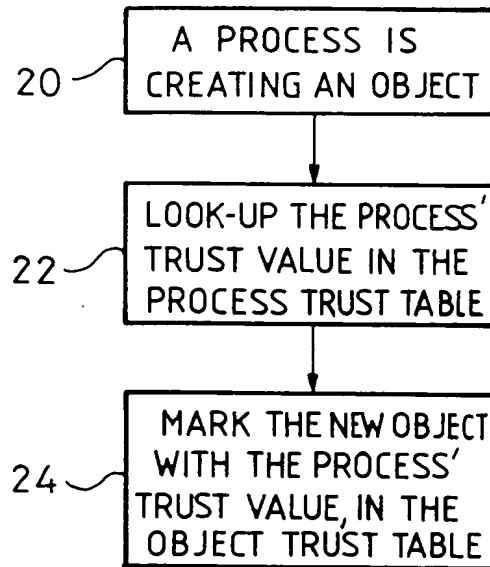 20
A PROCESS IS
CREATING AN OBJECT
22
LOOK-UP THE PROCESS'
TRUST VALUE IN THE
PROCESS TRUST TABLE
24
MARK THE NEW OBJECT
WITH THE PROCESS'
TRUST VALUE, IN THE
OBJECT TRUST TABLE